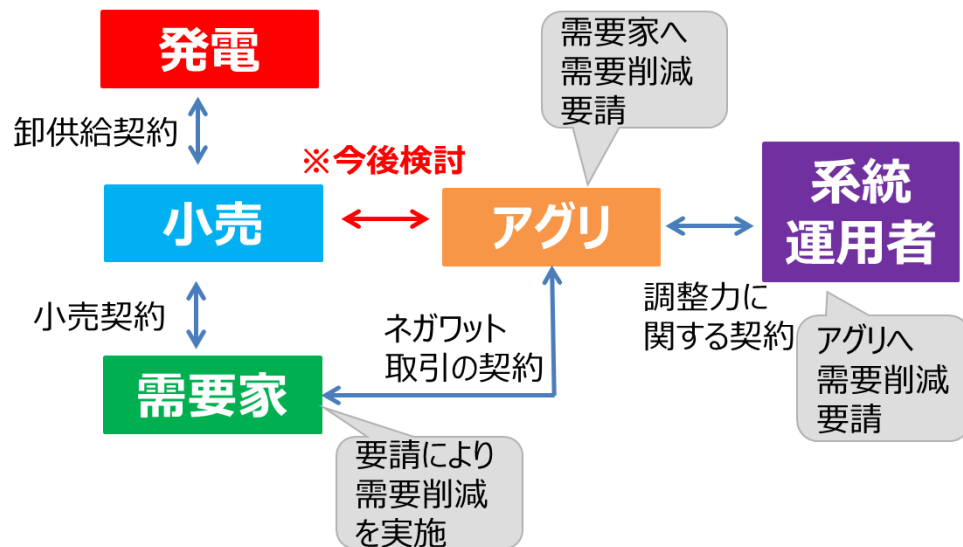 発電
需要家へ
需要削減
要請
卸供給契約
※今後検討
小売
アグリ
系統
運用者
小売契約
ネガワット
取引の契約
調整力に
関する契約
アグリへ
需要削減
要請
需要家
要請により
需要削減
を実施